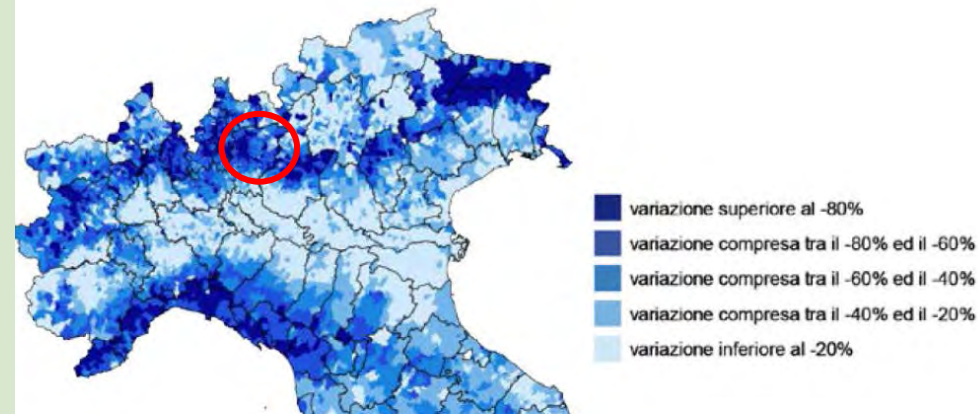 variazione superiore al -80%
variazione compresa tra il -80% ed il -60%
variazione compresa tra il -60% ed il -40%
variazione compresa tra il -40% ed il -20%
variazione inferiore al -20%